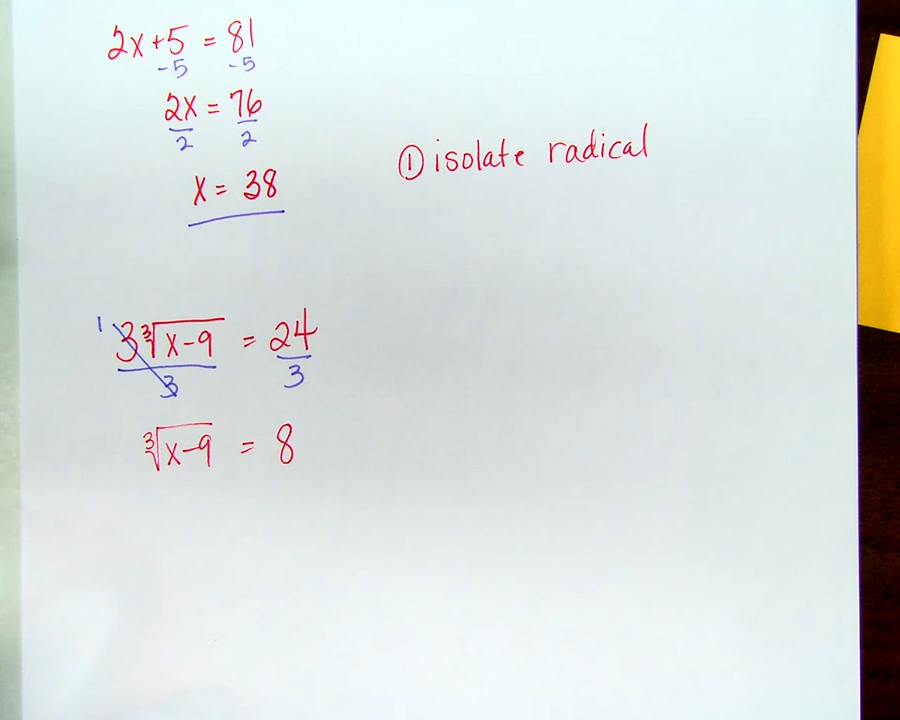 2x+5 = 81
-5 -5
2x = 76
2 2
x = 38
① isolate radical
1
3∛x-9 = 24
3 3
∛x-9 = 8